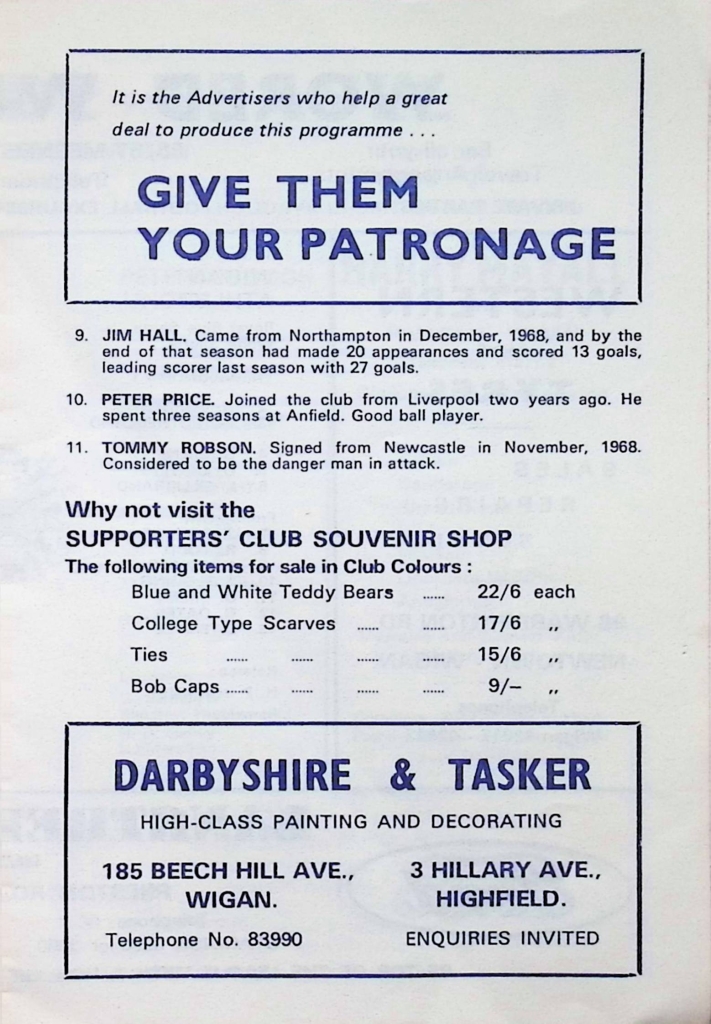 It is the Advertisers who help a great
deal to produce this programme . . .
GIVE THEM
YOUR PATRONAGE
9. JIM HALL. Came from Northampton in December, 1968, and by the
end of that season had made 20 appearances and scored 13 goals,
leading scorer last season with 27 goals.
10. PETER PRICE. Joined the club from Liverpool two years ago. He
spent three seasons at Anfield. Good ball player.
11. TOMMY ROBSON. Signed from Newcastle in November, 1968.
Considered to be the danger man in attack.
Why not visit the
SUPPORTERS' CLUB SOUVENIR SHOP
The following items for sale in Club Colours :
Blue and White Teddy Bears ...... 22/6 each
College Type Scarves ...... ...... 17/6 ,,
Ties ...... ...... ...... 15/6 ,,
Bob Caps ...... ...... ...... ...... 9/– ,,
DARBYSHIRE & TASKER
HIGH-CLASS PAINTING AND DECORATING
185 BEECH HILL AVE., 3 HILLARY AVE.,
WIGAN. HIGHFIELD.
Telephone No. 83990 ENQUIRIES INVITED